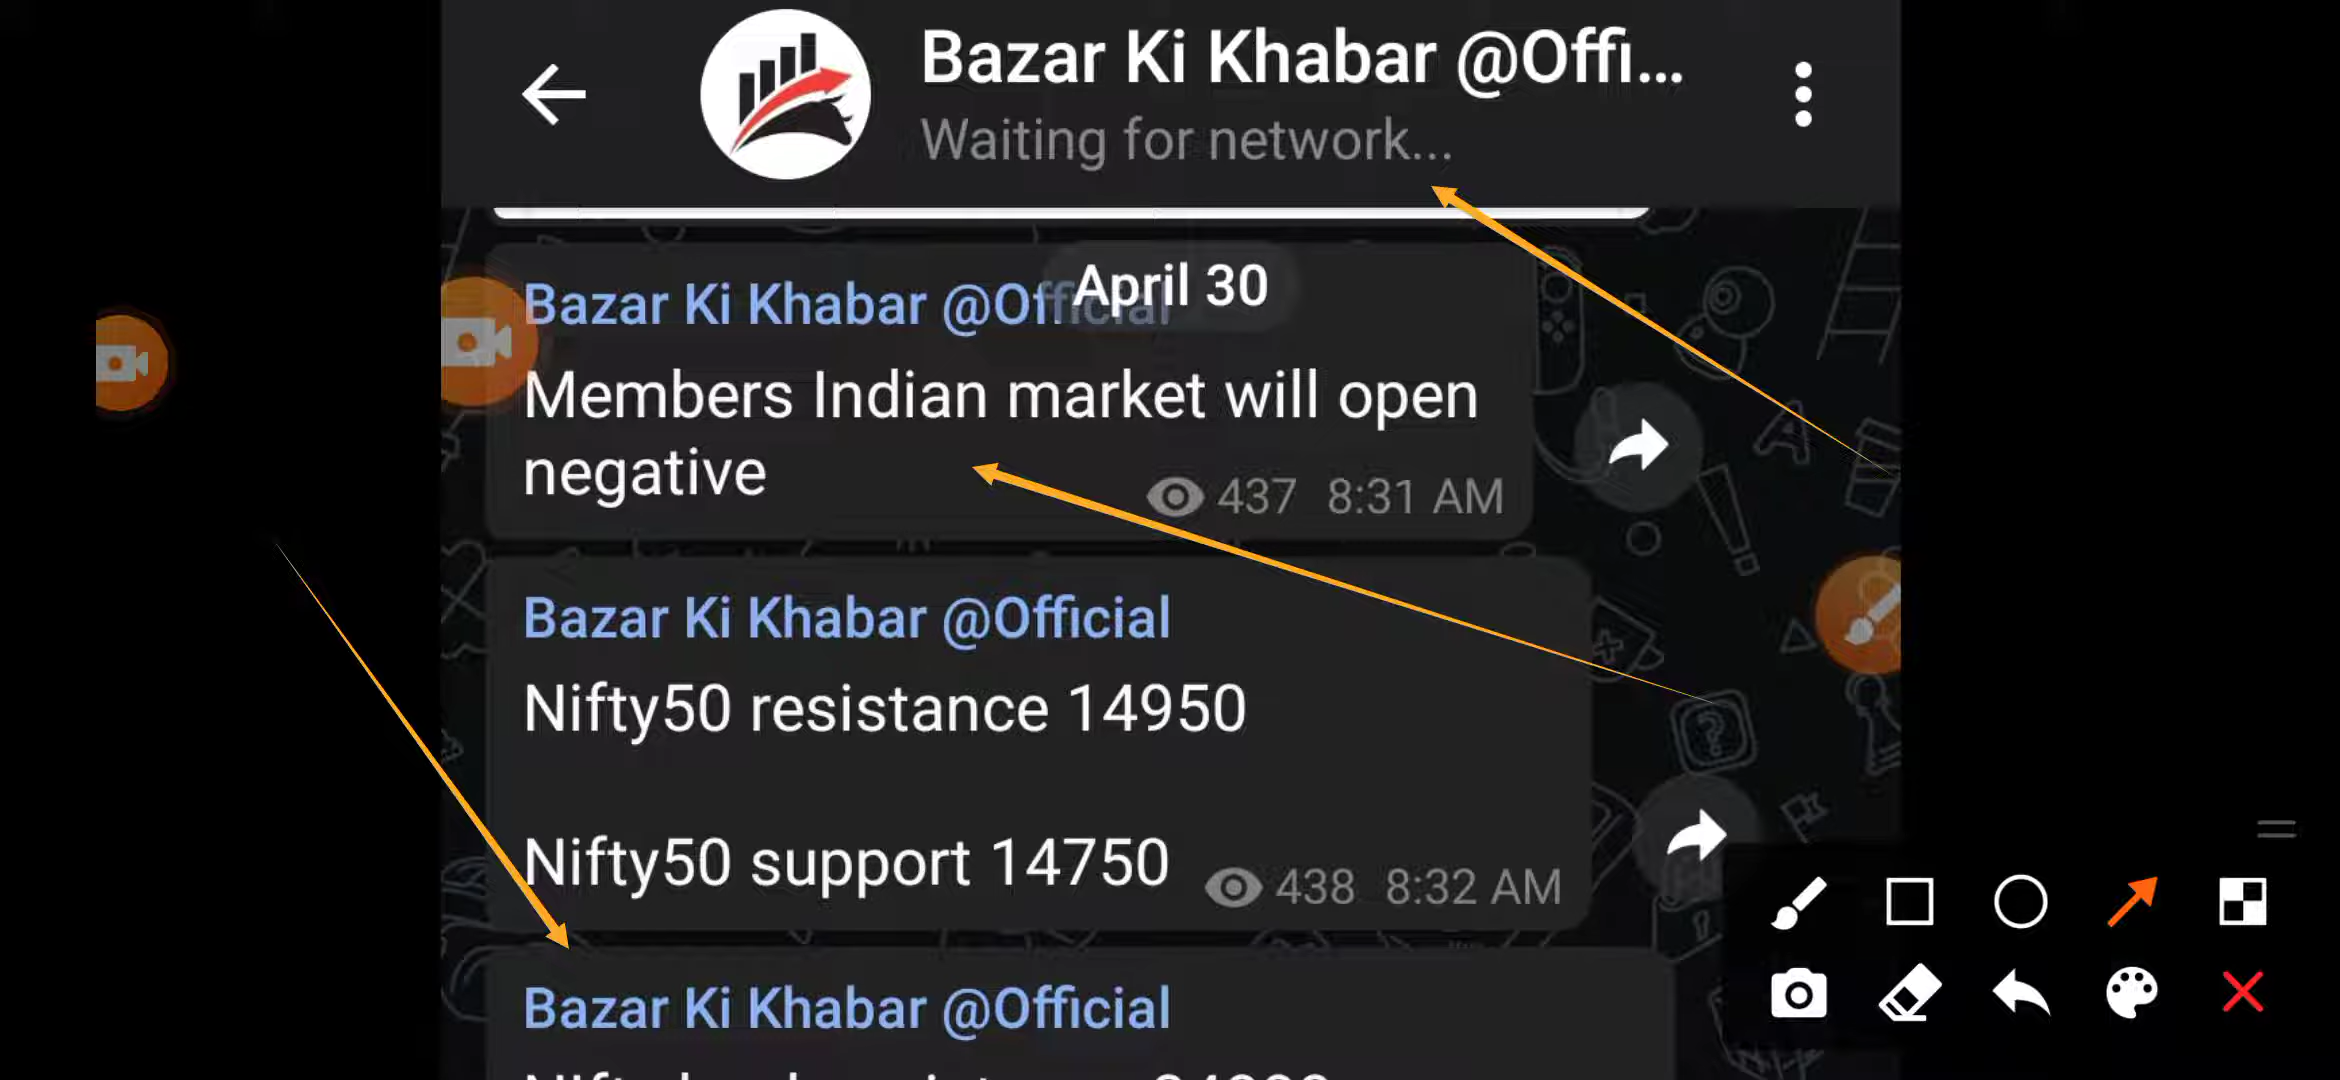 Bazar Ki Khabar @Offi...
Waiting for network...
April 30
Bazar Ki Khabar @Official
Members Indian market will open
negative
437 8:31 AM
Bazar Ki Khabar @Official
Nifty50 resistance 14950
Nifty50 support 14750
438 8:32 AM
Bazar Ki Khabar @Official